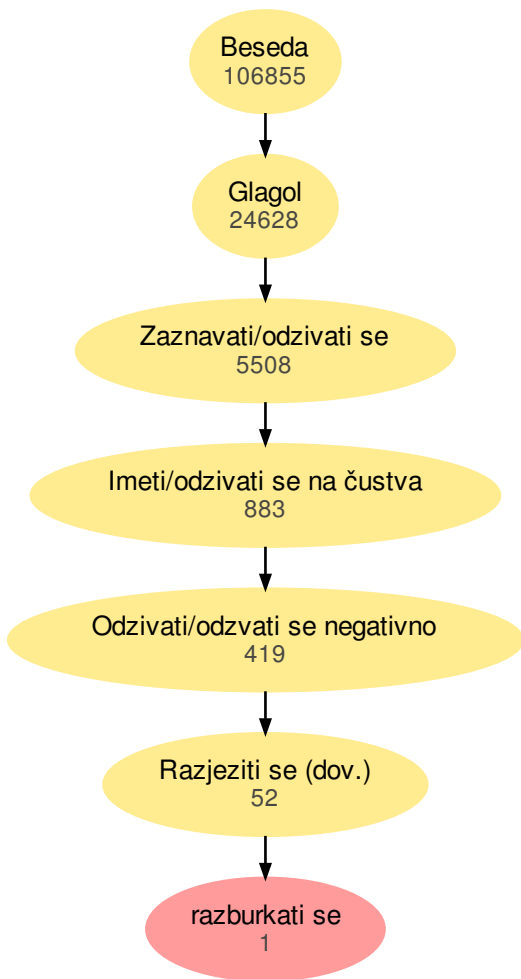 Beseda
106855
Glagol
24628
Zaznavati/odzivati se
5508
Imeti/odzivati se na čustva
883
Odzivati/odzvati se negativno
419
Razjeziti se (dov.)
52
razburkati se
1